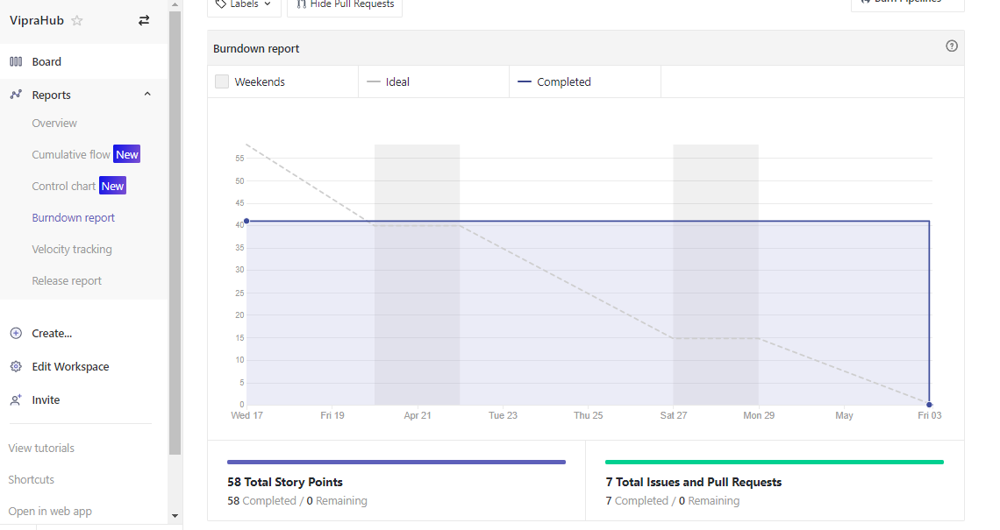 VipraHub
Labels
Hide Pull Requests
Burn Pipelines
Board
Reports
Overview
Cumulative flow New
Control chart New
Burndown report
Velocity tracking
Release report
Create...
Edit Workspace
Invite
View tutorials
Shortcuts
Open in web app
Burndown report
Weekends
Ideal
Completed
55
50
45
40
35
30
25
20
15
10
5
0
Wed 17 Fri 19 Apr 21 Tue 23 Thu 25 Sat 27 Mon 29 May Fri 03
58 Total Story Points
58 Completed / 0 Remaining
7 Total Issues and Pull Requests
7 Completed / 0 Remaining